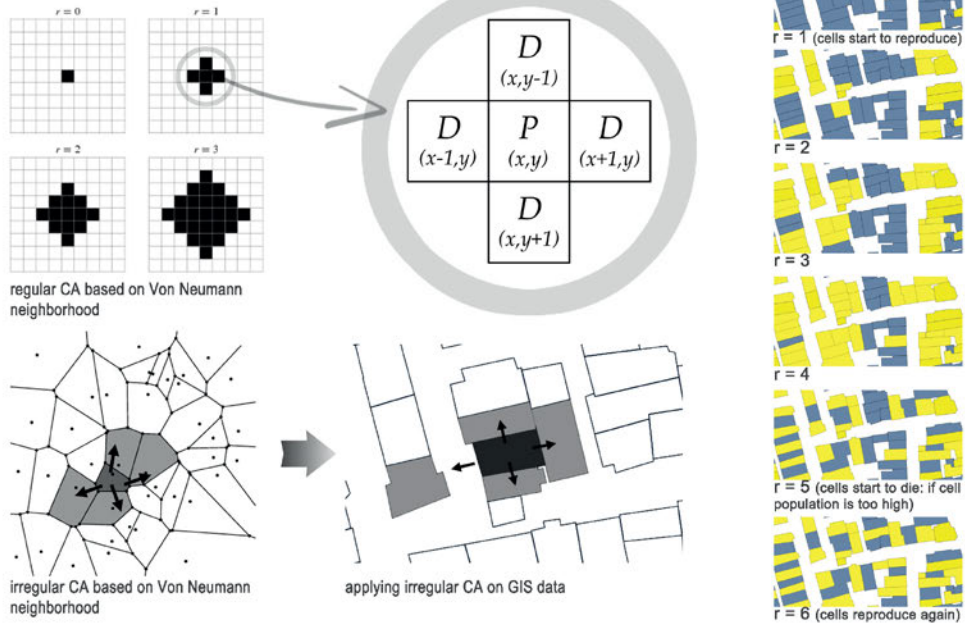 r = 0
r = 1
r = 2
r = 3
regular CA based on Von Neumann
neighborhood
D
(x,y-1)
D
(x-1,y)
P
(x,y)
D
(x+1,y)
D
(x,y+1)
irregular CA based on Von Neumann
neighborhood
applying irregular CA on GIS data
r = 1 (cells start to reproduce)
r = 2
r = 3
r = 4
r = 5 (cells start to die: if cell
population is too high)
r = 6 (cells reproduce again)